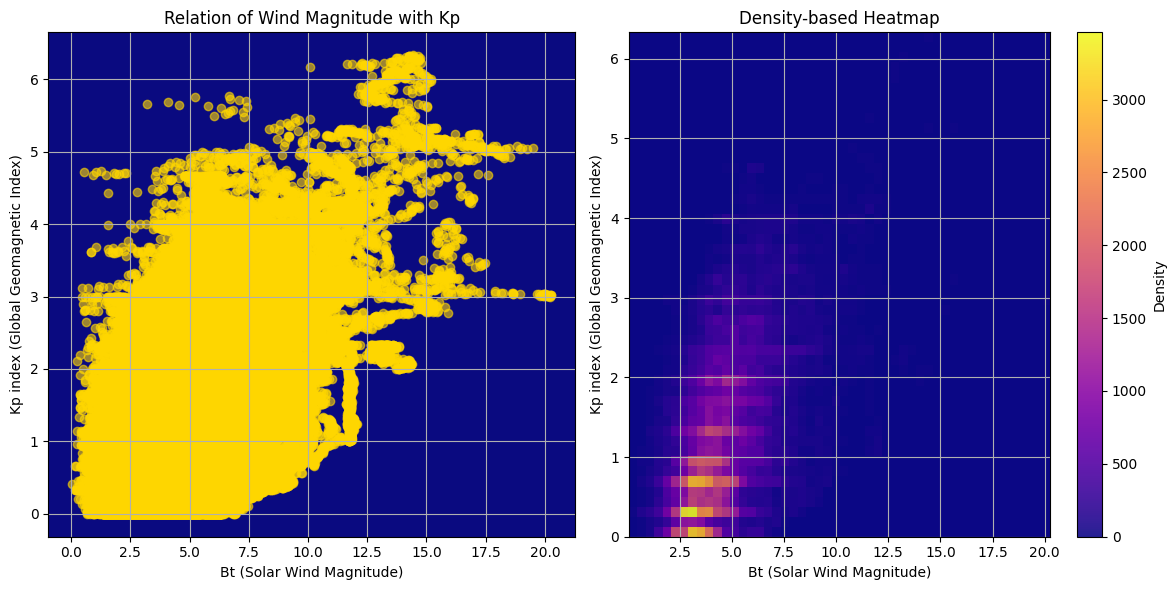 Relation of Wind Magnitude with Kp
Kp index (Global Geomagnetic Index)
6
5
4
3
2
1
0
0.0 2.5 5.0 7.5 10.0 12.5 15.0 17.5 20.0
Bt (Solar Wind Magnitude)
Density-based Heatmap
Kp index (Global Geomagnetic Index)
6
5
4
3
2
1
0
2.5 5.0 7.5 10.0 12.5 15.0 17.5 20.0
Bt (Solar Wind Magnitude)
3000
2500
2000
1500
1000
500
0
Density